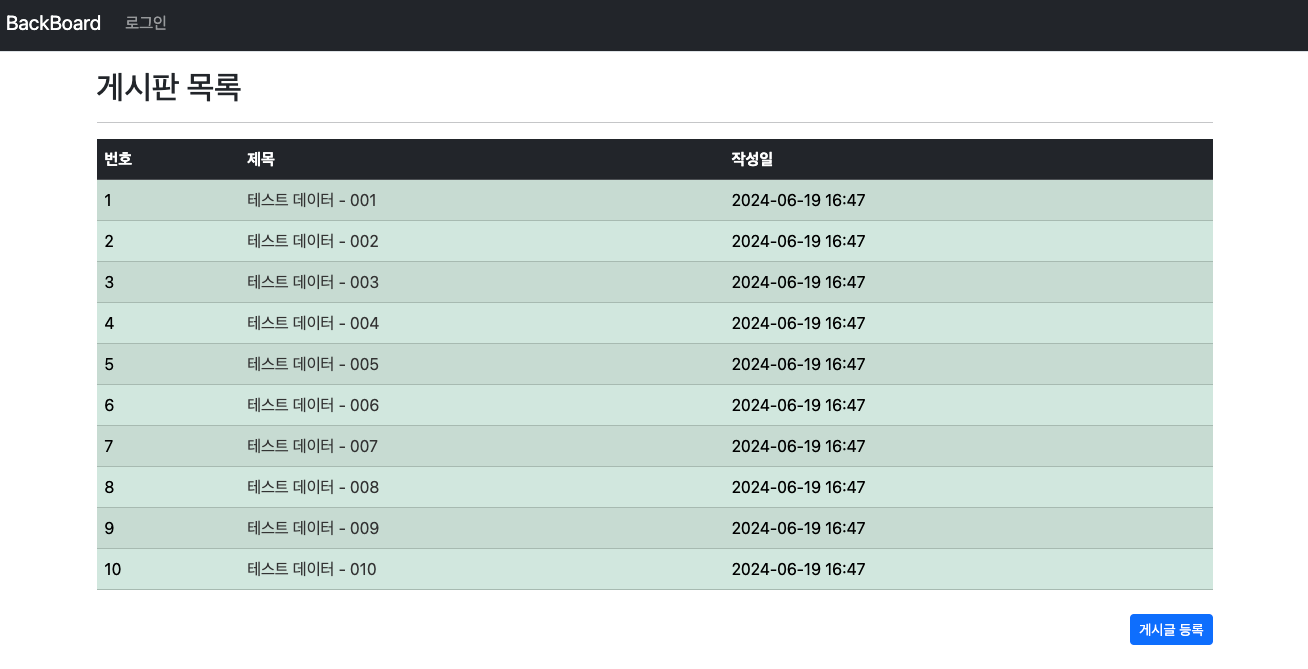 BackBoard 로그인
게시판 목록
번호 제목 작성일
1 테스트 데이터 - 001 2024-06-19 16:47
2 테스트 데이터 - 002 2024-06-19 16:47
3 테스트 데이터 - 003 2024-06-19 16:47
4 테스트 데이터 - 004 2024-06-19 16:47
5 테스트 데이터 - 005 2024-06-19 16:47
6 테스트 데이터 - 006 2024-06-19 16:47
7 테스트 데이터 - 007 2024-06-19 16:47
8 테스트 데이터 - 008 2024-06-19 16:47
9 테스트 데이터 - 009 2024-06-19 16:47
10 테스트 데이터 - 010 2024-06-19 16:47
게시글 등록